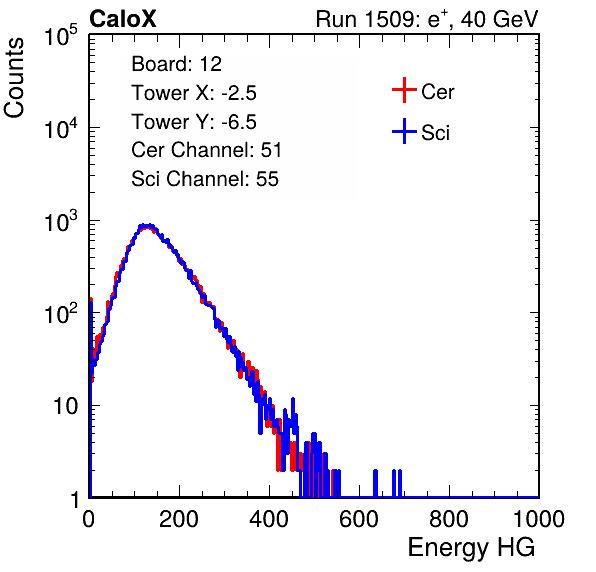 CaloX Run 1509: e⁺, 40 GeV
Counts
Board: 12
Tower X: -2.5
Tower Y: -6.5
Cer Channel: 51
Sci Channel: 55
Cer
Sci
10⁵
10⁴
10³
10²
10
1
0 200 400 600 800 1000
Energy HG